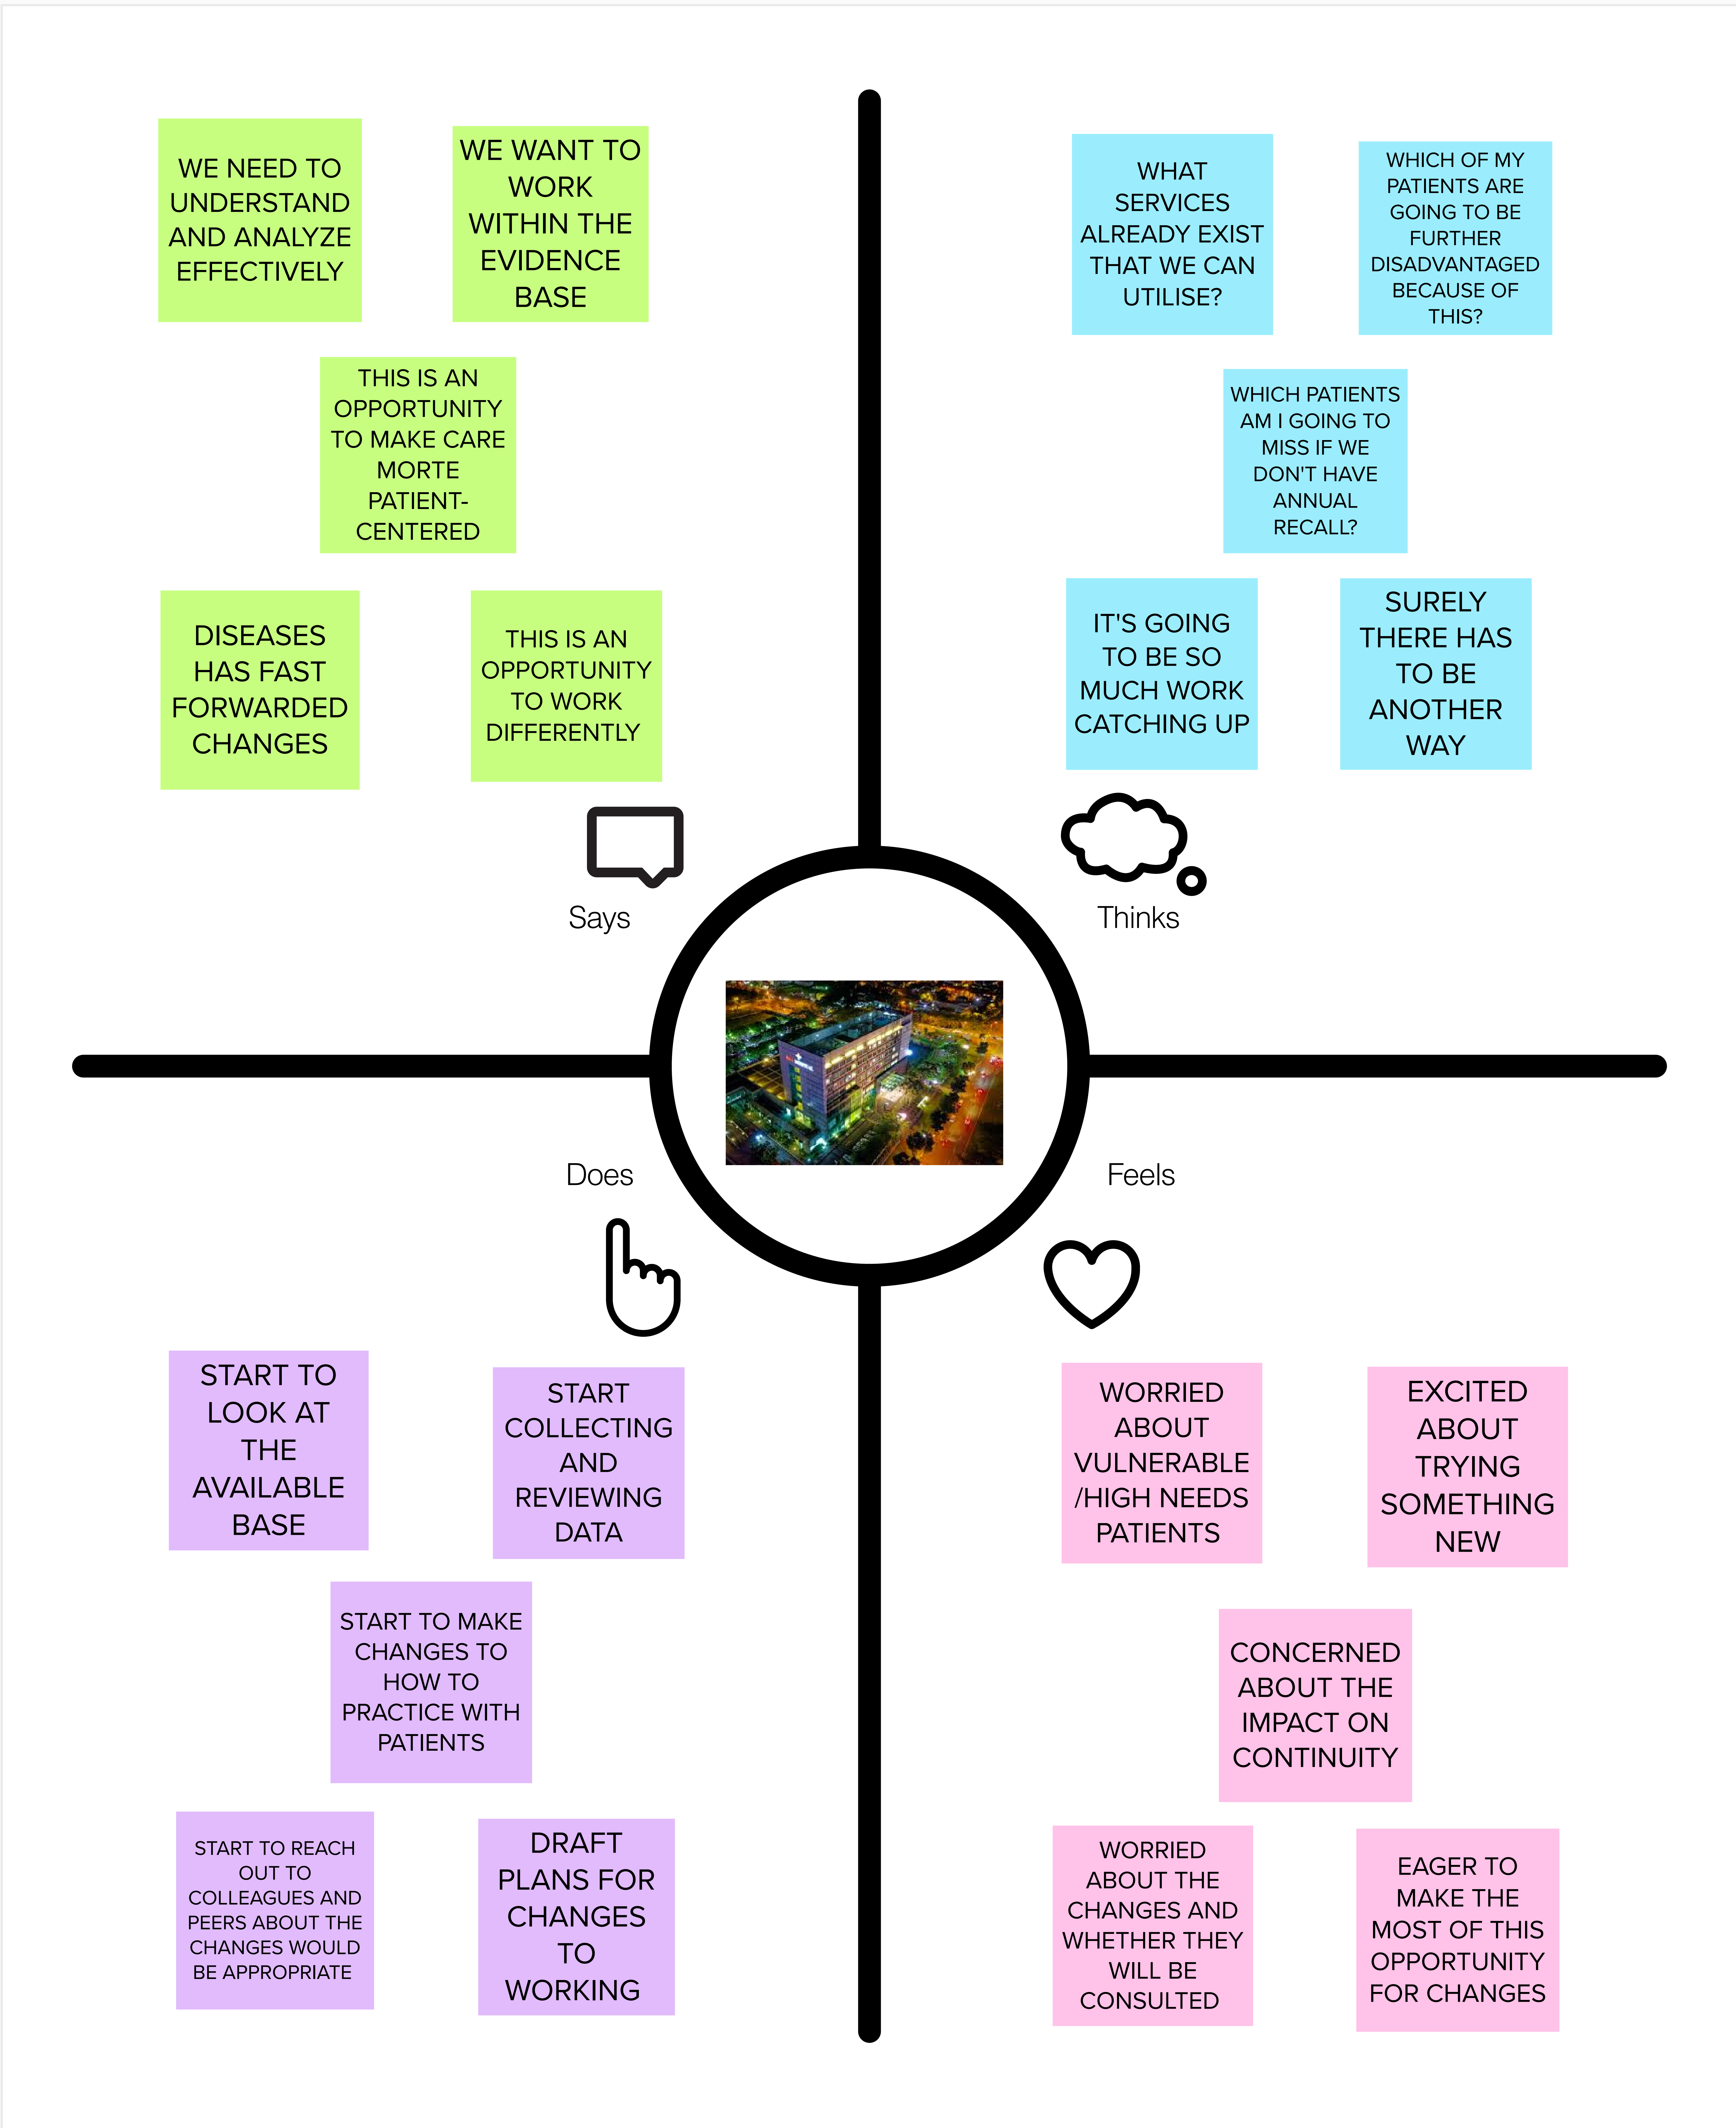 WE NEED TO
UNDERSTAND
AND ANALYZE
EFFECTIVELY
WE WANT TO
WORK
WITHIN THE
EVIDENCE
BASE
THIS IS AN
OPPORTUNITY
TO MAKE CARE
MORTE
PATIENT-
CENTERED
DISEASES
HAS FAST
FORWARDED
CHANGES
THIS IS AN
OPPORTUNITY
TO WORK
DIFFERENTLY
Says
WHAT
SERVICES
ALREADY EXIST
THAT WE CAN
UTILISE?
WHICH OF MY
PATIENTS ARE
GOING TO BE
FURTHER
DISADVANTAGED
BECAUSE OF
THIS?
WHICH PATIENTS
AM I GOING TO
MISS IF WE
DON'T HAVE
ANNUAL
RECALL?
IT'S GOING
TO BE SO
MUCH WORK
CATCHING UP
SURELY
THERE HAS
TO BE
ANOTHER
WAY
Thinks
Does
START TO
LOOK AT
THE
AVAILABLE
BASE
START
COLLECTING
AND
REVIEWING
DATA
START TO MAKE
CHANGES TO
HOW TO
PRACTICE WITH
PATIENTS
START TO REACH
OUT TO
COLLEAGUES AND
PEERS ABOUT THE
CHANGES WOULD
BE APPROPRIATE
DRAFT
PLANS FOR
CHANGES
TO
WORKING
Feels
WORRIED
ABOUT
VULNERABLE
/HIGH NEEDS
PATIENTS
EXCITED
ABOUT
TRYING
SOMETHING
NEW
CONCERNED
ABOUT THE
IMPACT ON
CONTINUITY
WORRIED
ABOUT THE
CHANGES AND
WHETHER THEY
WILL BE
CONSULTED
EAGER TO
MAKE THE
MOST OF THIS
OPPORTUNITY
FOR CHANGES